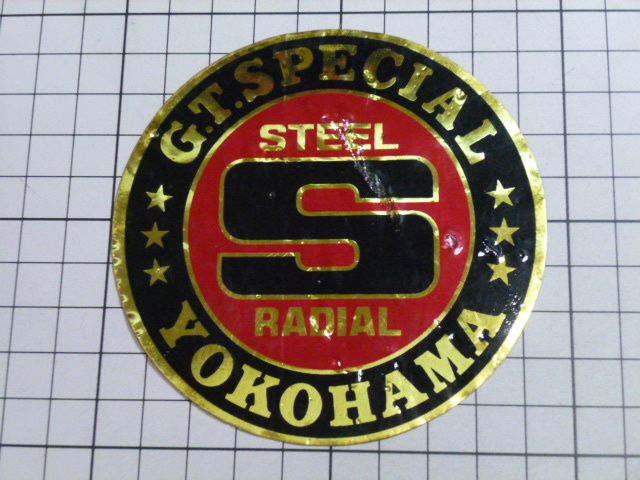 G.T.SPECIAL
STEEL
S
RADIAL
YOKOHAMA